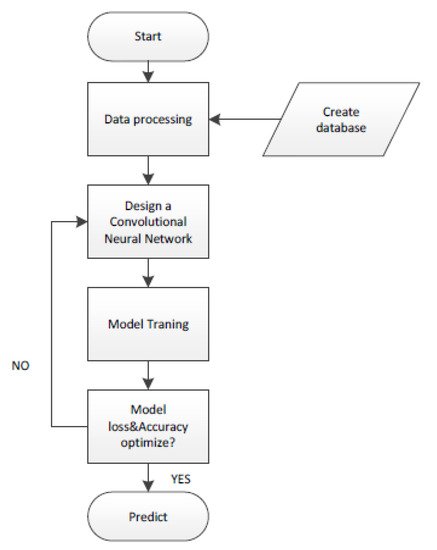 Start
Data processing
Create
database
Design a
Convolutional
Neural Network
Model Traning
NO
Model
loss&Accuracy
optimize?
YES
Predict